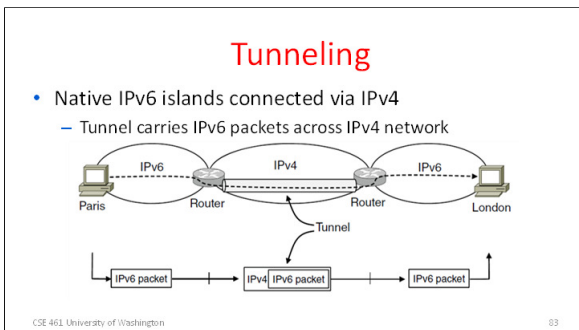 Tunneling
• Native IPv6 islands connected via IPv4
– Tunnel carries IPv6 packets across IPv4 network
IPv6 IPv4 IPv6
Paris Router Router London
Tunnel
IPv6 packet IPv4 IPv6 packet IPv6 packet
CSE 461 University of Washington 83